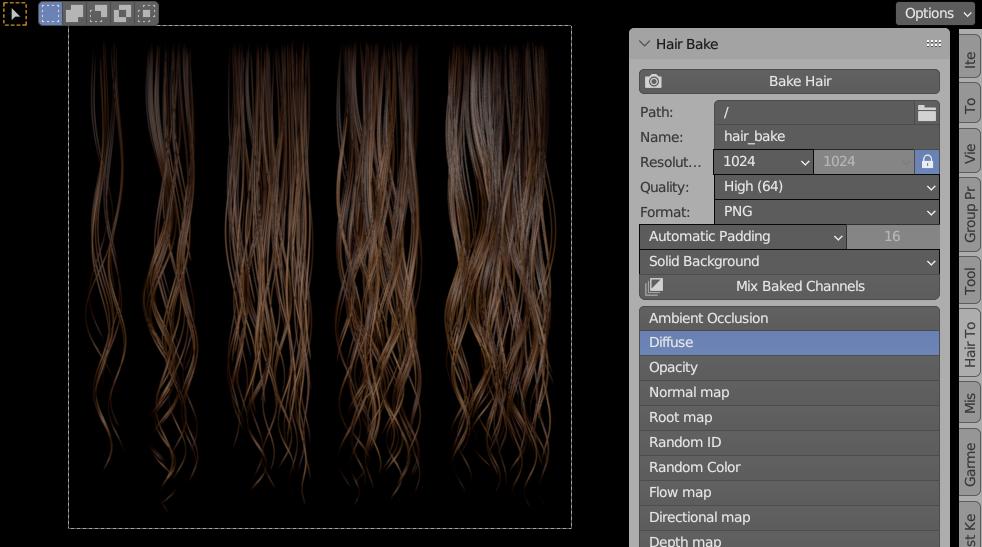 Options
Hair Bake
Bake Hair
Path: /
Name: hair_bake
Resolut... 1024 1024
Quality: High (64)
Format: PNG
Automatic Padding 16
Solid Background
Mix Baked Channels
Ambient Occlusion
Diffuse
Opacity
Normal map
Root map
Random ID
Random Color
Flow map
Directional map
Depth map
Ite
To
Vie
Group Pr
Tool
Hair To
Mis
Garme
st Ke